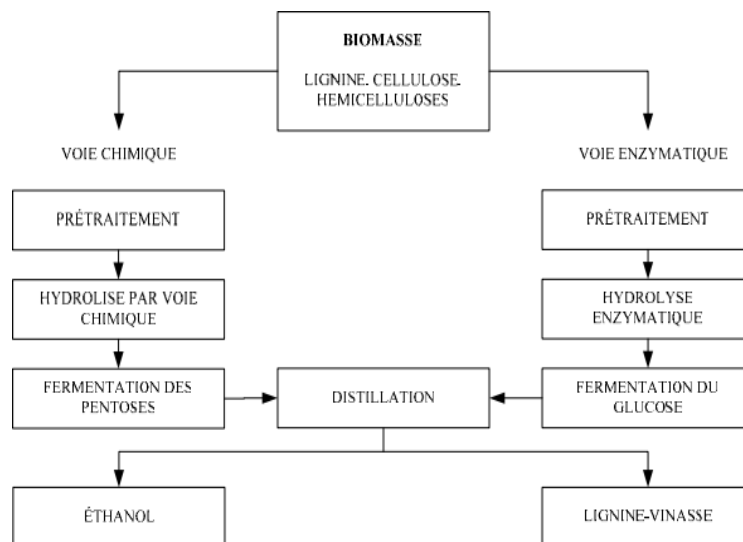 BIOMASSE
LIGNINE. CELLULOSE-
HEMICELLULOSES
VOIE CHIMIQUE
VOIE ENZYMATIQUE
PRÉTRAITEMENT
PRÉTRAITEMENT
HYDROLISE PAR VOIE
CHIMIQUE
HYDROLYSE
ENZYMATIQUE
FERMENTATION DES
PENTOSES
DISTILLATION
FERMENTATION DU
GLUCOSE
ÉTHANOL
LIGNINE-VINASSE